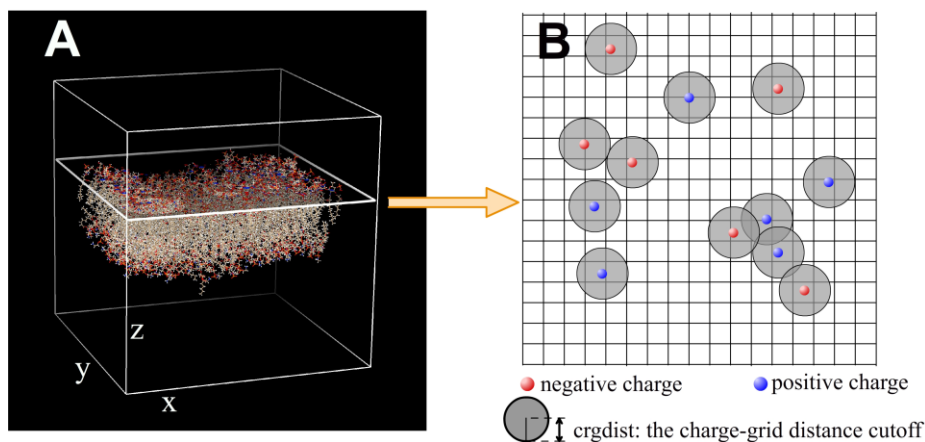 A
B
z
y
x
negative charge
positive charge
crgdist: the charge-grid distance cutoff